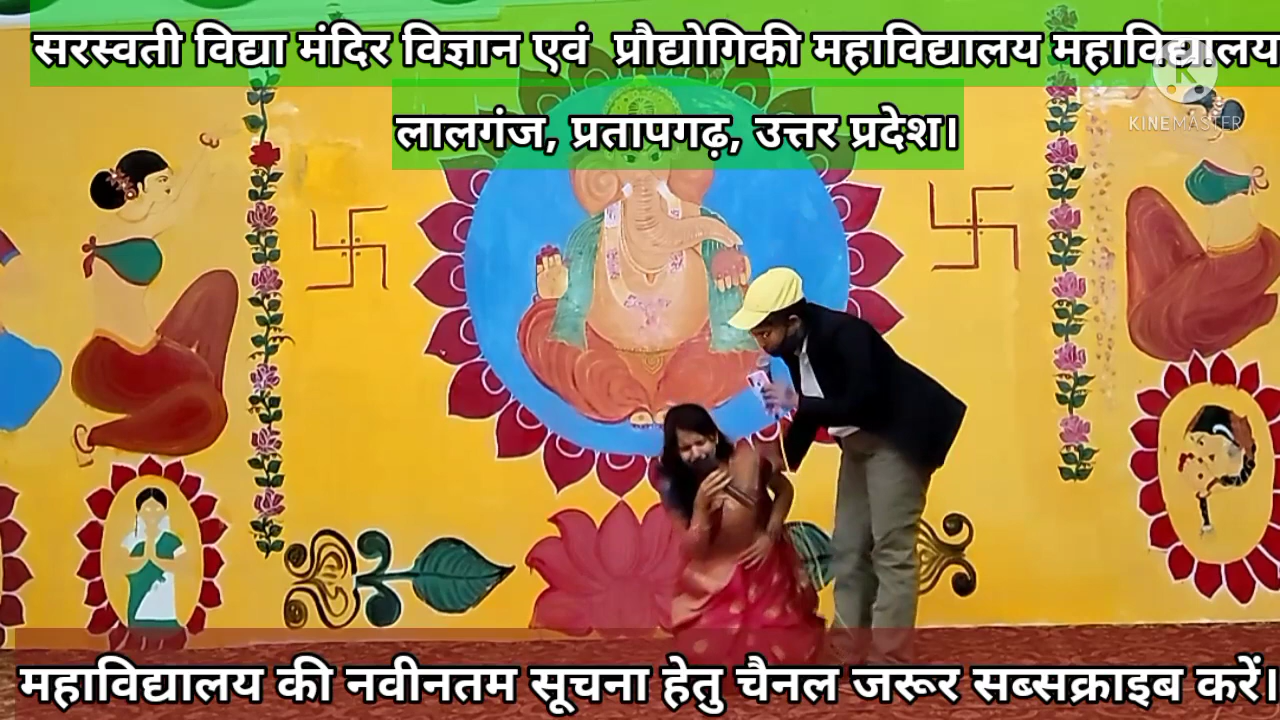 सरस्वती विद्या मंदिर विज्ञान एवं प्रौद्योगिकी महाविद्यालय महाविद्यालय
K
KINEMASTER
लालगंज, प्रतापगढ़, उत्तर प्रदेश।
महाविद्यालय की नवीनतम सूचना हेतु चैनल जरूर सब्सक्राइब करें।